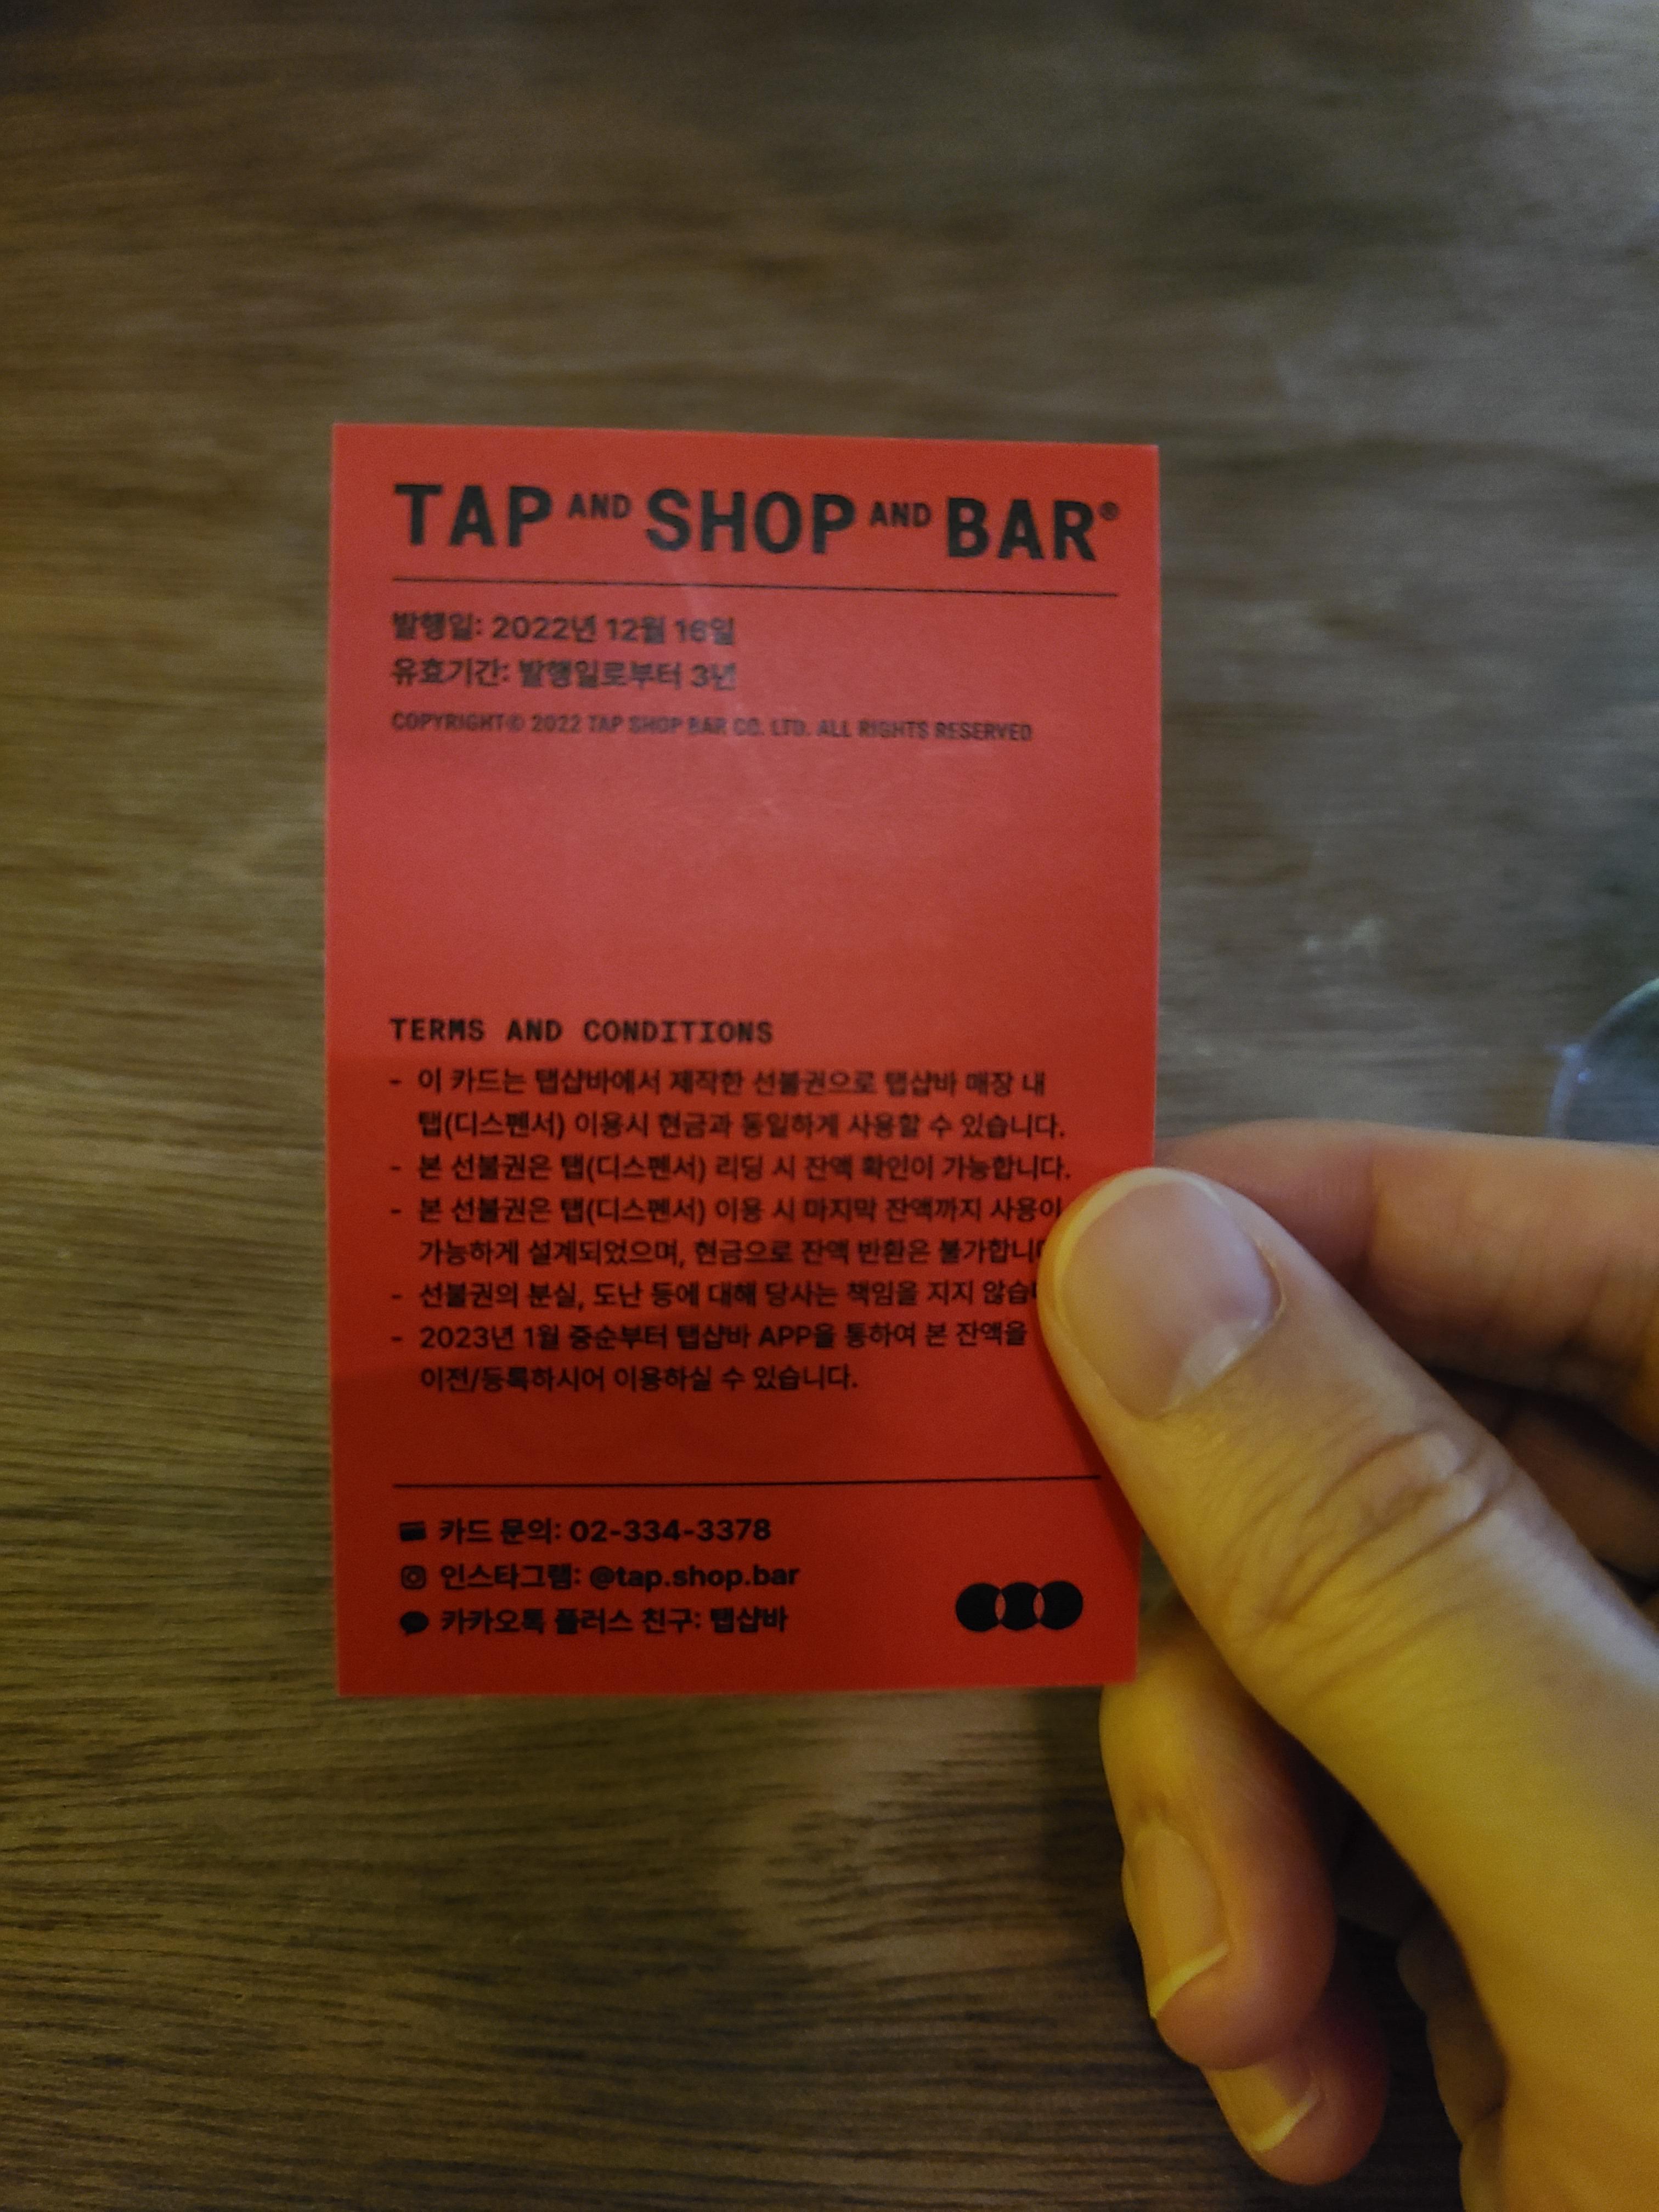 TAP AND SHOP AND BAR®
발행일: 2022년 12월 16일
유효기간: 발행일로부터 3년
COPYRIGHT© 2022 TAP SHOP BAR CO. LTD. ALL RIGHTS RESERVED
TERMS AND CONDITIONS
- 이 카드는 탭샵바에서 제작한 선불권으로 탭샵바 매장 내
탭(디스펜서) 이용시 현금과 동일하게 사용할 수 있습니다.
- 본 선불권은 탭(디스펜서) 리딩 시 잔액 확인이 가능합니다.
- 본 선불권은 탭(디스펜서) 이용 시 마지막 잔액까지 사용이
가능하게 설계되었으며, 현금으로 잔액 반환은
- 선불권의 분실, 도난 등에 대해 당사는 책임을 지지
- 2023년 1월 중순부터 탭샵바 APP을 통하여 본 잔액을
이전/등록하시어 이용하실 수 있습니다.
카드 문의: 02-334-3378
인스타그램: @tap.shop.bar
카카오톡 플러스 친구: 탭샵바